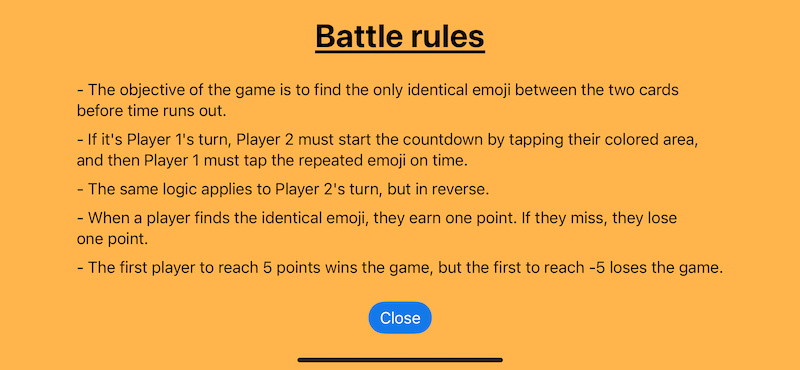 Battle rules
- The objective of the game is to find the only identical emoji between the two cards
before time runs out.
- If it's Player 1's turn, Player 2 must start the countdown by tapping their colored area,
and then Player 1 must tap the repeated emoji on time.
- The same logic applies to Player 2's turn, but in reverse.
- When a player finds the identical emoji, they earn one point. If they miss, they lose
one point.
- The first player to reach 5 points wins the game, but the first to reach -5 loses the game.
Close